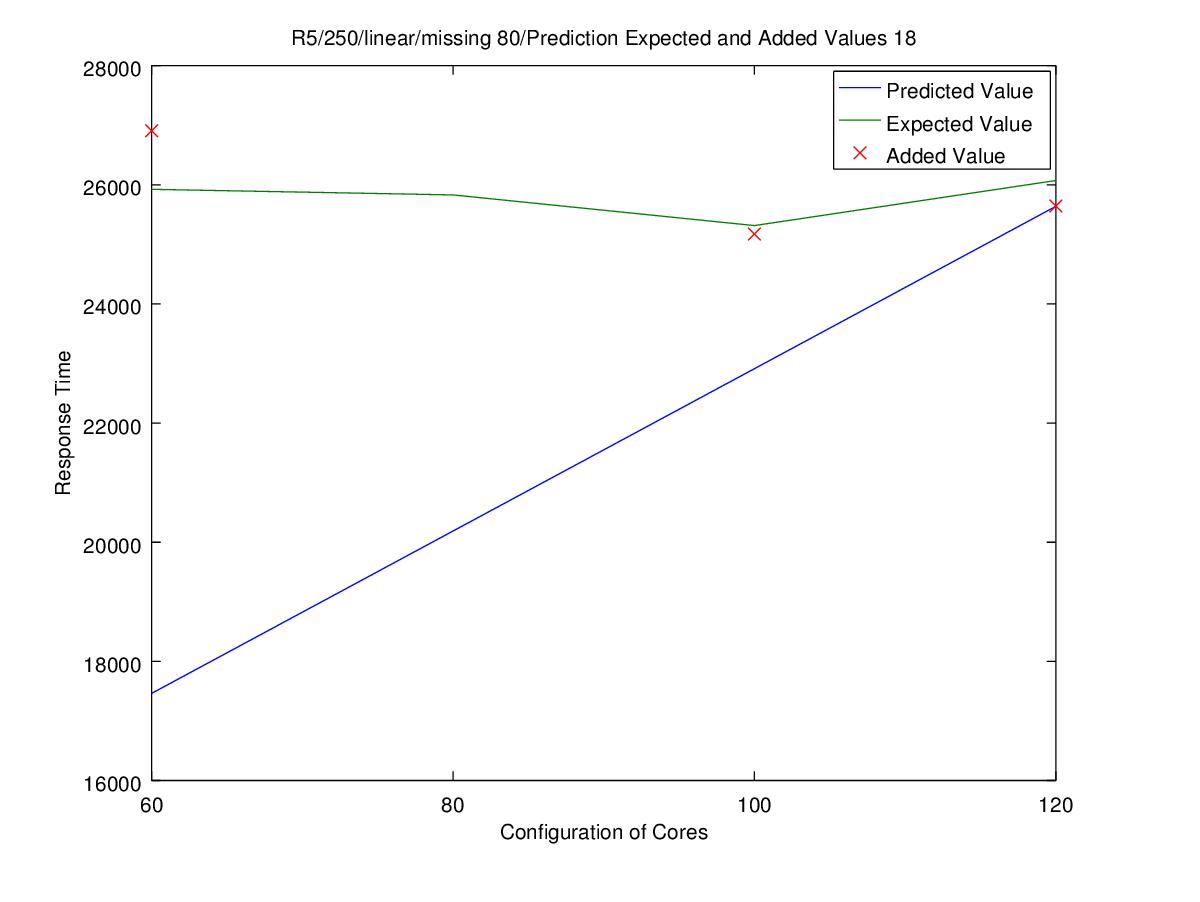 R5/250/linear/missing 80/Prediction Expected and Added Values 18
28000
26000
24000
22000
20000
18000
16000
Response Time
Predicted Value
Expected Value
Added Value
60 80 100 120
Configuration of Cores